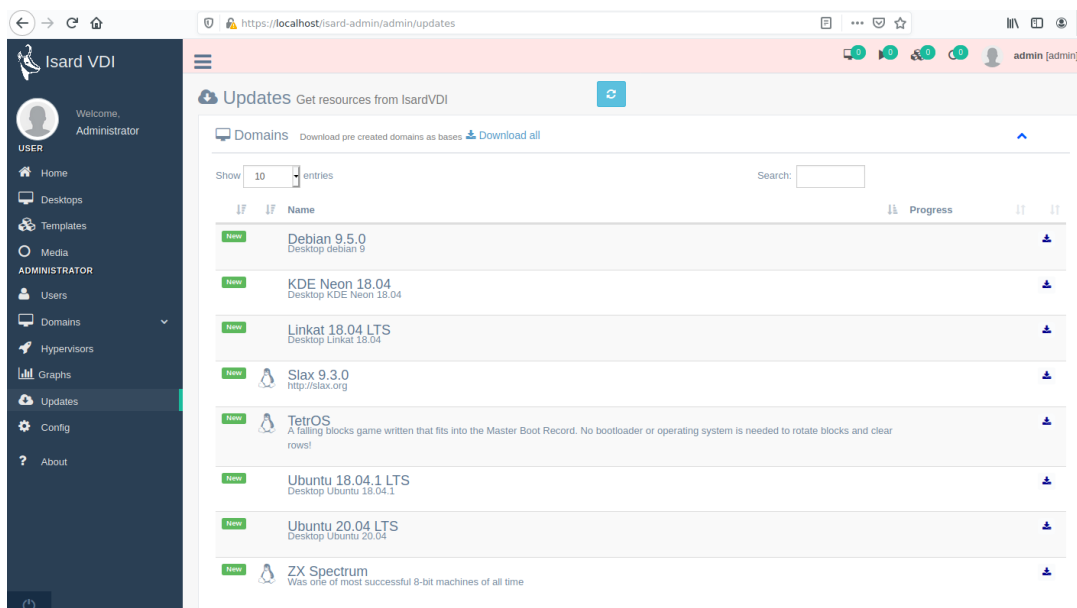 https://localhost/isard-admin/admin/updates
Isard VDI
0 0 0 0 admin [admin]
Welcome,
Administrator
USER
Home
Desktops
Templates
Media
ADMINISTRATOR
Users
Domains
Hypervisors
Graphs
Updates
Config
? About
Updates Get resources from IsardVDI
Domains Download pre created domains as bases Download all
Show 10 entries Search:
Name Progress
New Debian 9.5.0
Desktop debian 9
New KDE Neon 18.04
Desktop KDE Neon 18.04
New Linkat 18.04 LTS
Desktop Linkat 18.04
New Slax 9.3.0
http://slax.org
New TetrOS
A falling blocks game written that fits into the Master Boot Record. No bootloader or operating system is needed to rotate blocks and clear
rows!
New Ubuntu 18.04.1 LTS
Desktop Ubuntu 18.04.1
New Ubuntu 20.04 LTS
Desktop Ubuntu 20.04
New ZX Spectrum
Was one of most successful 8-bit machines of all time